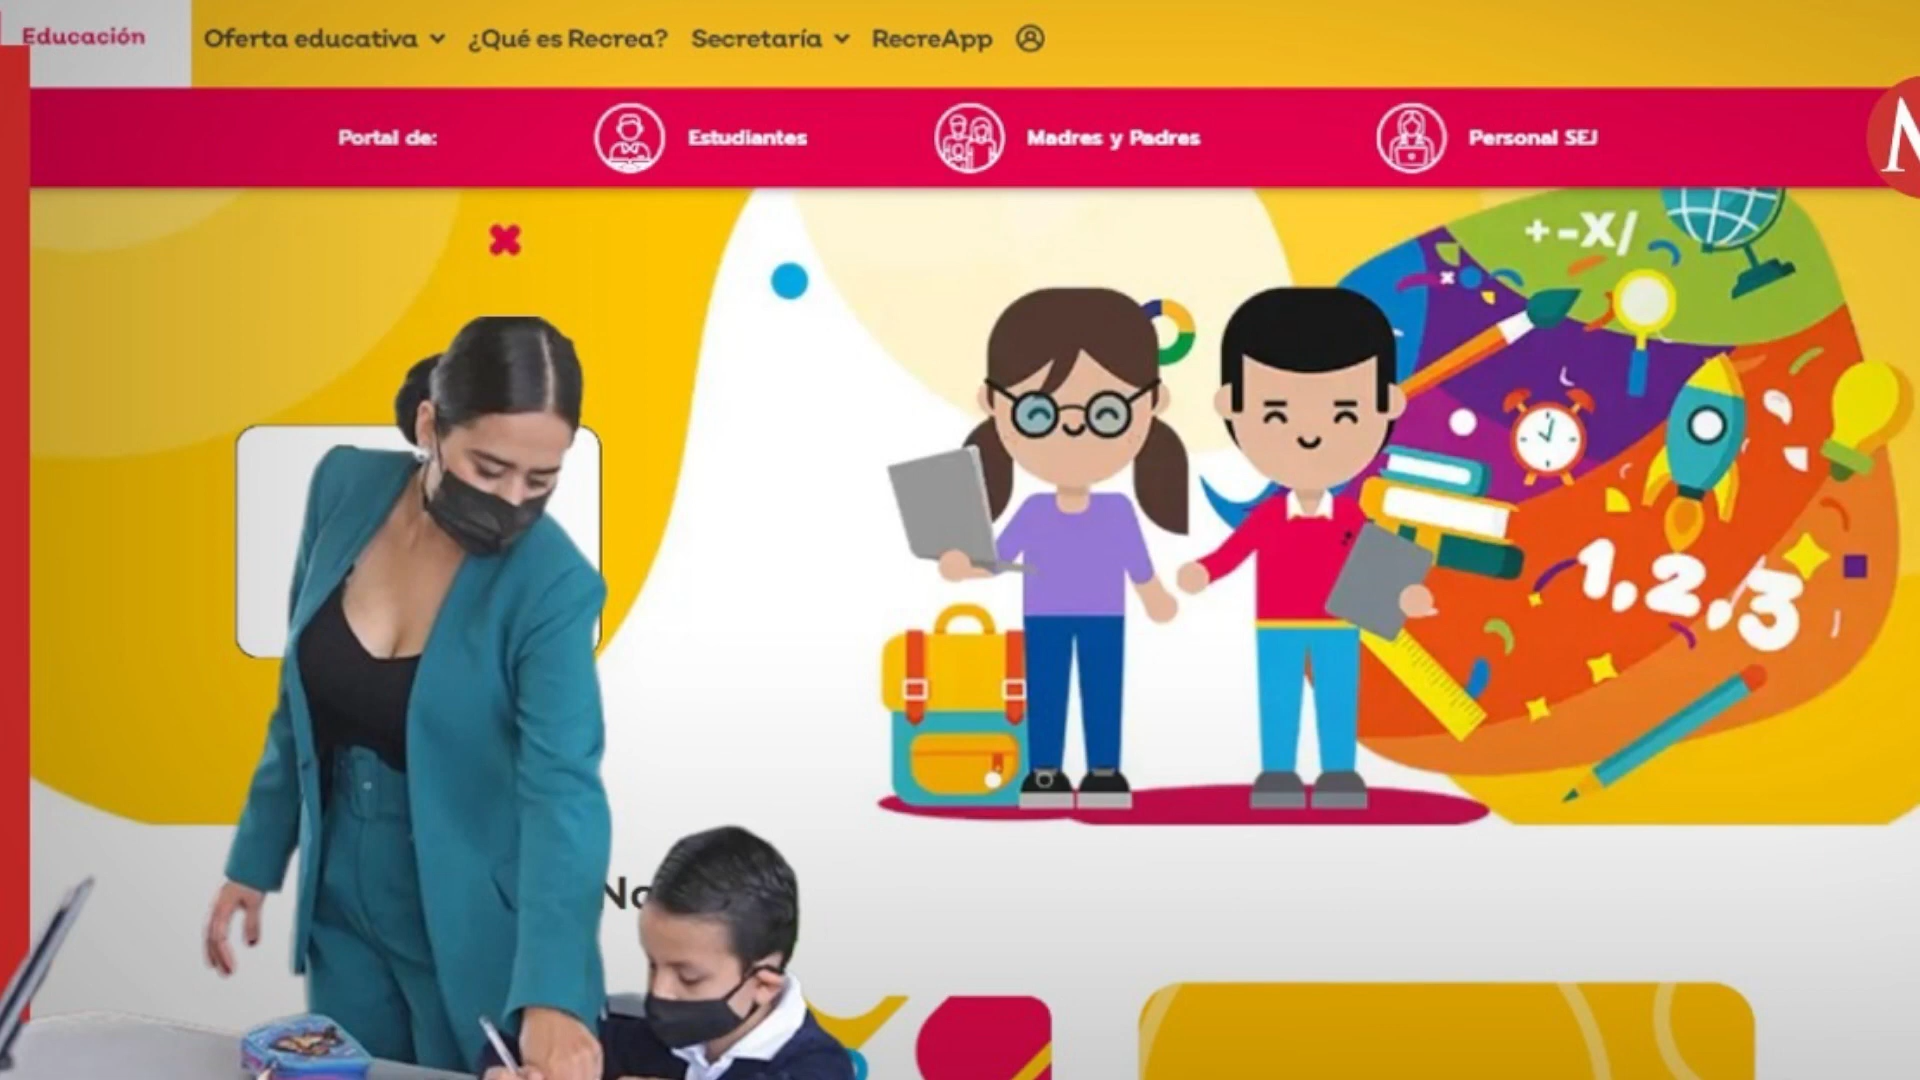 Educación
Oferta educativa
¿Qué es Recrea?
Secretaría
RecreApp
Portal de:
Estudiantes
Madres y Padres
Personal SEJ
+-X/
1,2,3